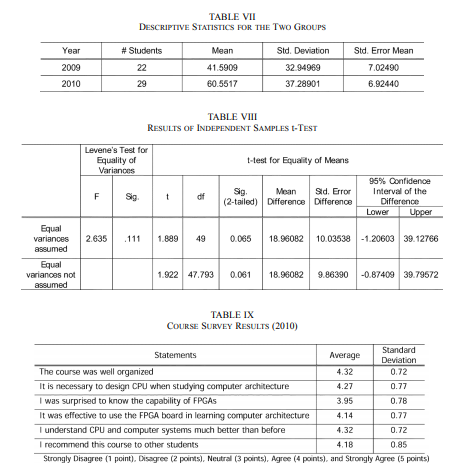 TABLE VII
DESCRIPTIVE STATISTICS FOR THE TWO GROUPS
Year # Students Mean Std. Deviation Std. Error Mean
2009 22 41.5909 32.94969 7.02490
2010 29 60.5517 37.28901 6.92440
TABLE VIII
RESULTS OF INDEPENDENT SAMPLES t-TEST
Levene's Test for Equality of Variances t-test for Equality of Means
F Sig. t df Sig. (2-tailed) Mean Difference Std. Error Difference 95% Confidence Interval of the Difference
Lower Upper
Equal variances assumed 2.635 .111 1.889 49 0.065 18.96082 10.03538 -1.20603 39.12766
Equal variances not assumed 1.922 47.793 0.061 18.96082 9.86390 -0.87409 39.79572
TABLE IX
COURSE SURVEY RESULTS (2010)
Statements Average Standard Deviation
The course was well organized 4.32 0.72
It is necessary to design CPU when studying computer architecture 4.27 0.77
I was surprised to know the capability of FPGAs 3.95 0.78
It was effective to use the FPGA board in learning computer architecture 4.14 0.77
I understand CPU and computer systems much better than before 4.32 0.72
I recommend this course to other students 4.18 0.85
Strongly Disagree (1 point), Disagree (2 points), Neutral (3 points), Agree (4 points), and Strongly Agree (5 points)